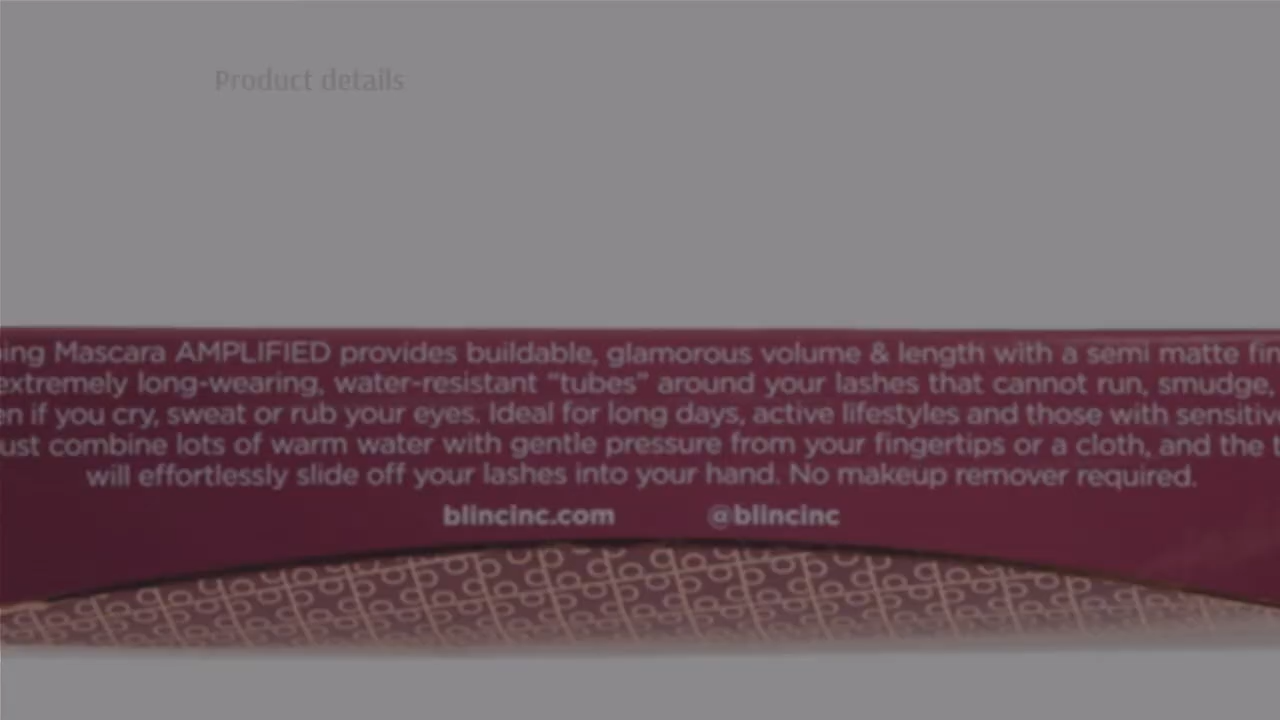 Product details
ing Mascara AMPLIFIED provides buildable, glamorous volume & length with a semi matte fin
extremely long-wearing, water-resistant “tubes” around your lashes that cannot run, smudge,
n if you cry, sweat or rub your eyes. Ideal for long days, active lifestyles and those with sensitiv
ust combine lots of warm water with gentle pressure from your fingertips or a cloth, and the t
will effortlessly slide off your lashes into your hand. No makeup remover required.
blincinc.com @blincinc